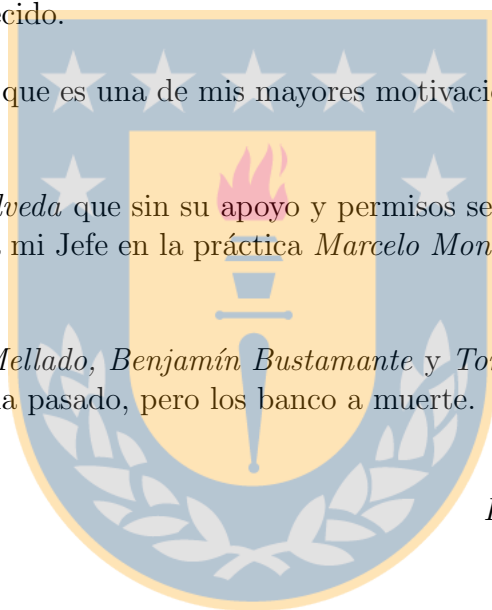 ecido.
que es una de mis mayores motivacio
lveda que sin su apoyo y permisos se
mi Jefe en la práctica Marcelo Mon
Mellado, Benjamín Bustamante y To
a pasado, pero los banco a muerte.